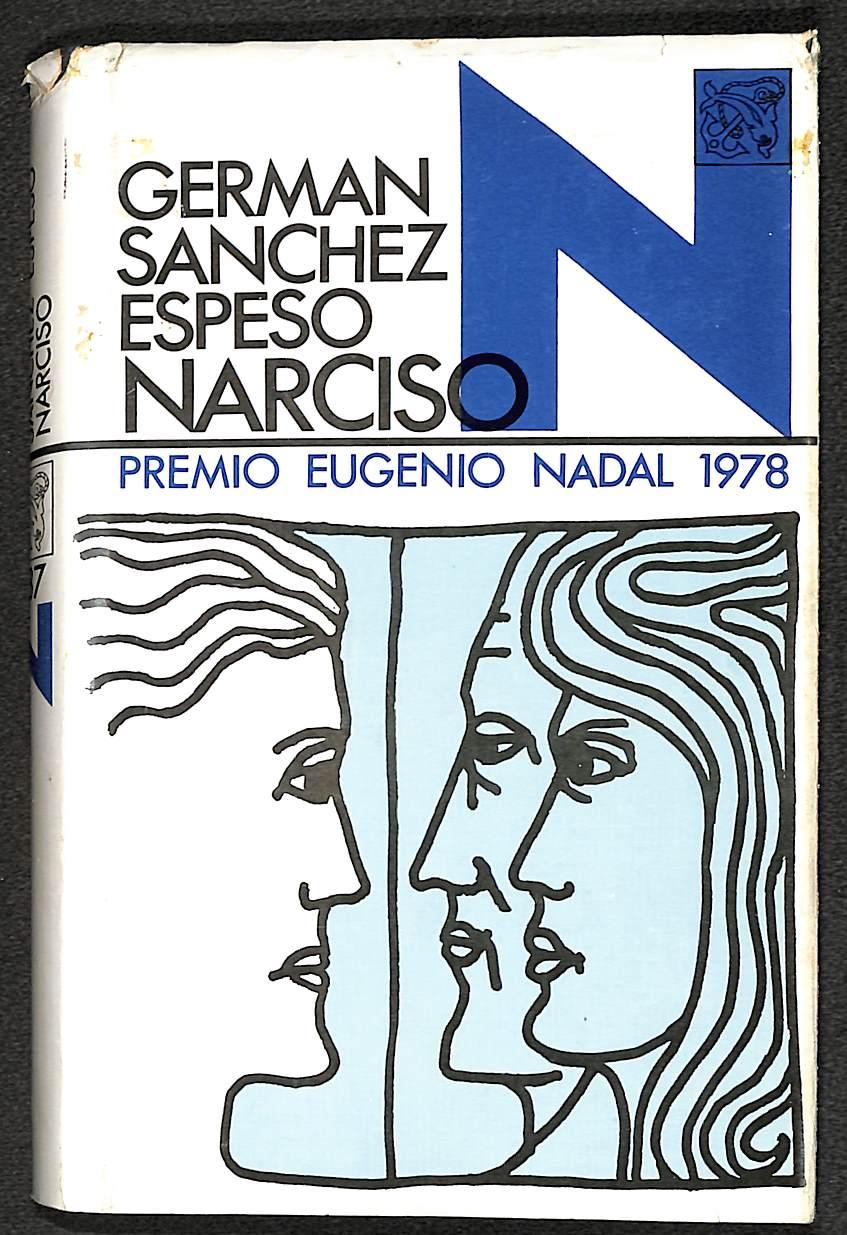 GERMAN
SANCHEZ
ESPESO
NARCISO
PREMIO EUGENIO NADAL 1978
N
NARCISO